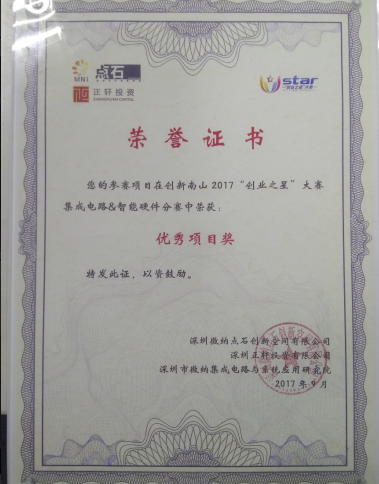 MNI 点石
正轩投资
ZHENGXUAN CAPITAL
star
荣誉证书
您的参赛项目在创新南山2017“创业之星”大赛
集成电路&智能硬件分赛中荣获：
优秀项目奖
特发此证，以资鼓励。
深圳微纳点石创新空间有限公司
深圳正轩投资有限公司
深圳市微纳集成电路与系统应用研究院
2017年9月